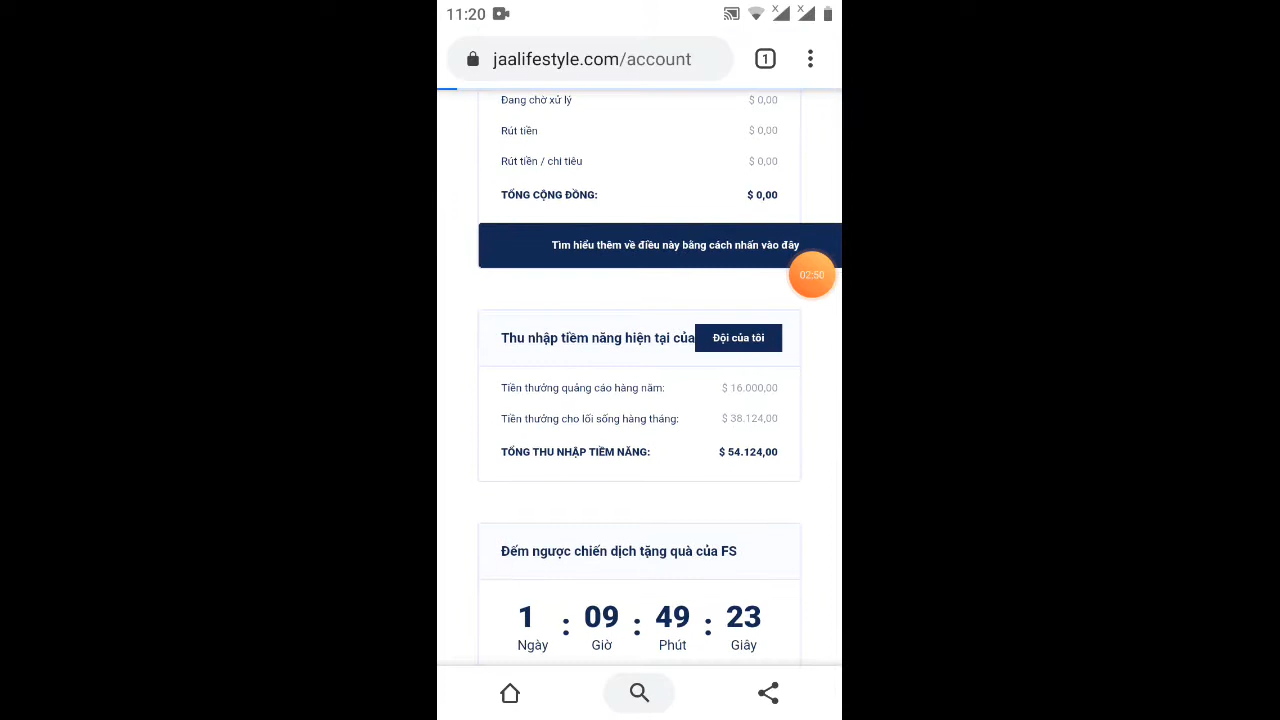 11:20
jaalifestyle.com/account
1
Đang chờ xử lý $ 0,00
Rút tiền $ 0,00
Rút tiền / chi tiêu $ 0,00
TỔNG CỘNG ĐỒNG: $ 0,00
Tìm hiểu thêm về điều này bằng cách nhấn vào đây
02:50
Thu nhập tiềm năng hiện tại của Đội của tôi
Tiền thưởng quảng cáo hàng năm: $ 16.000,00
Tiền thưởng cho lối sống hàng tháng: $ 38.124,00
TỔNG THU NHẬP TIỀM NĂNG: $ 54.124,00
Đếm ngược chiến dịch tặng quà của FS
1 : 09 : 49 : 23
Ngày Giờ Phút Giây